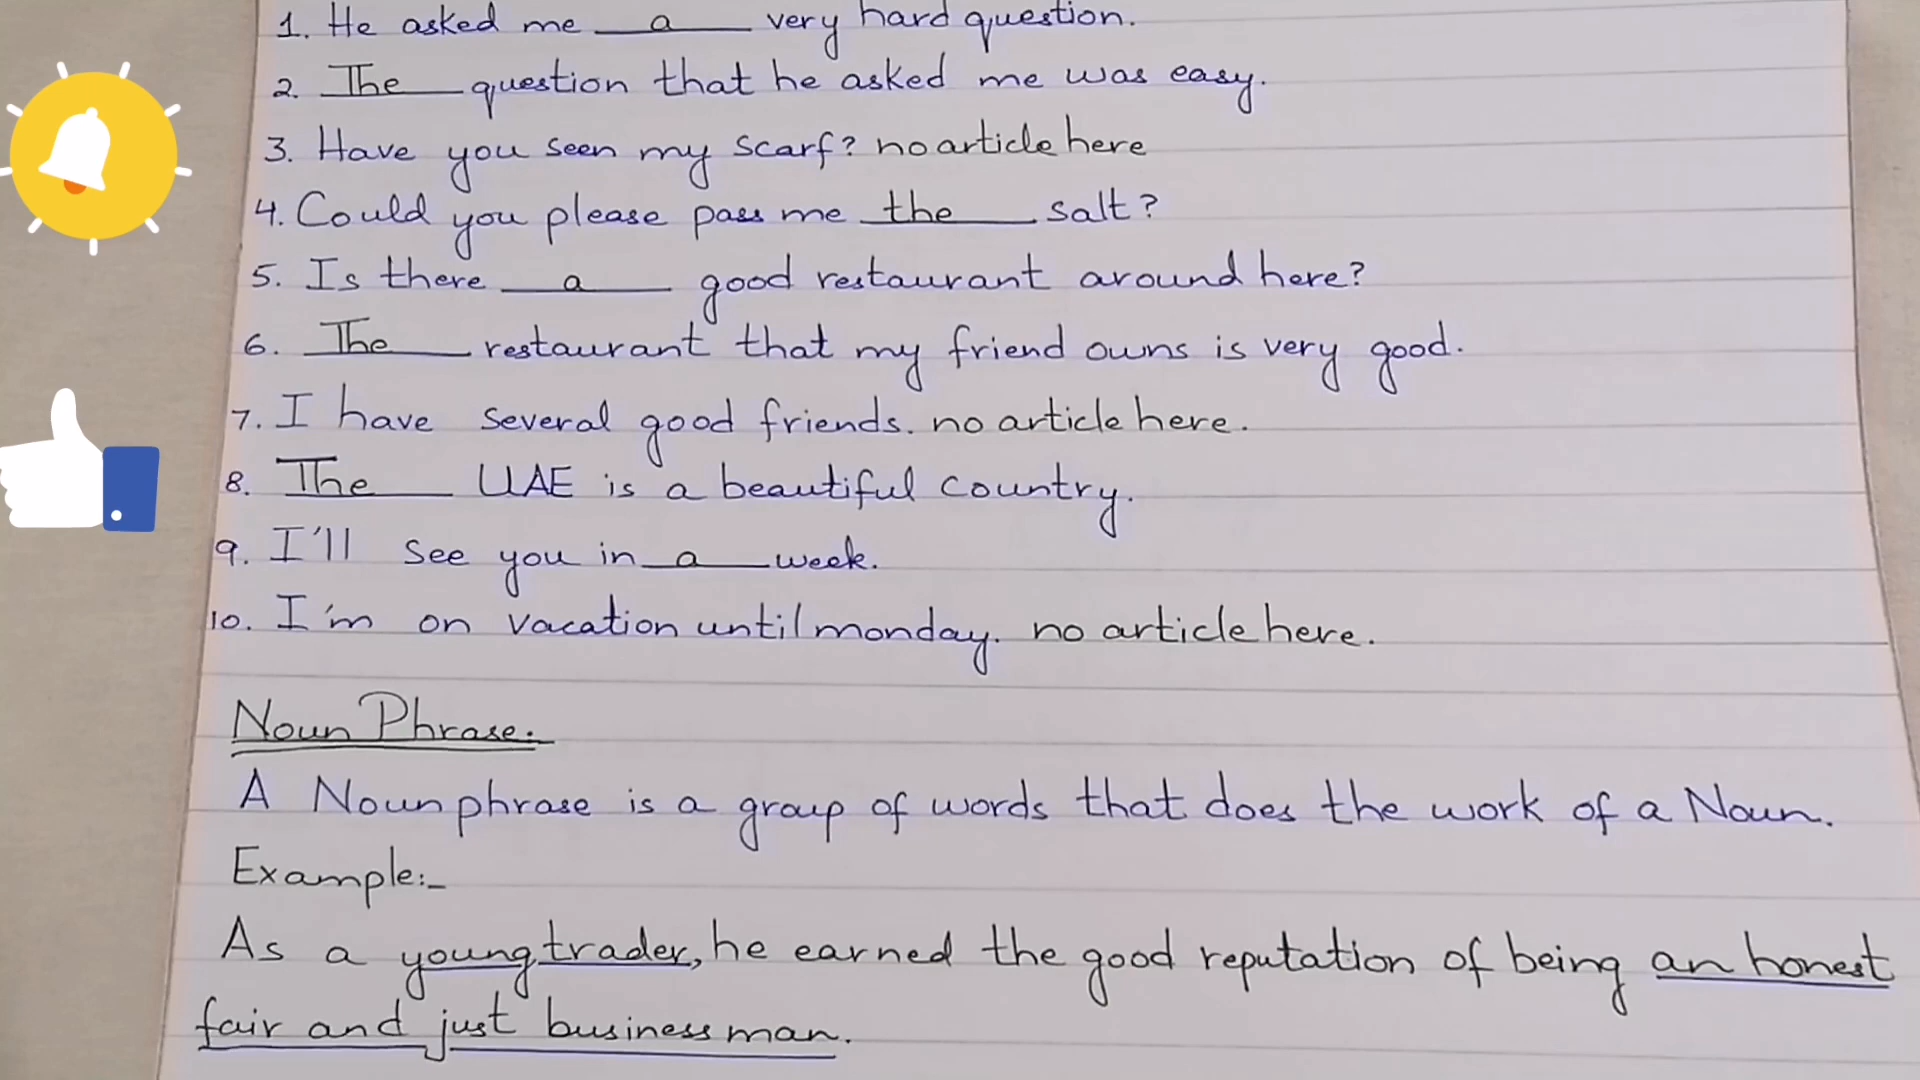 1. He asked me a very hard question.
2. The question that he asked me was easy.
3. Have you seen my scarf? no article here
4. Could you please pass me the salt?
5. Is there a good restaurant around here?
6. The restaurant that my friend owns is very good.
7. I have several good friends. no article here.
8. The UAE is a beautiful country.
9. I'll see you in a week.
10. I'm on vacation until monday. no article here.
Noun Phrase:
A Noun phrase is a group of words that does the work of a Noun.
Example:-
As a young trader, he earned the good reputation of being an honest
fair and just business man.